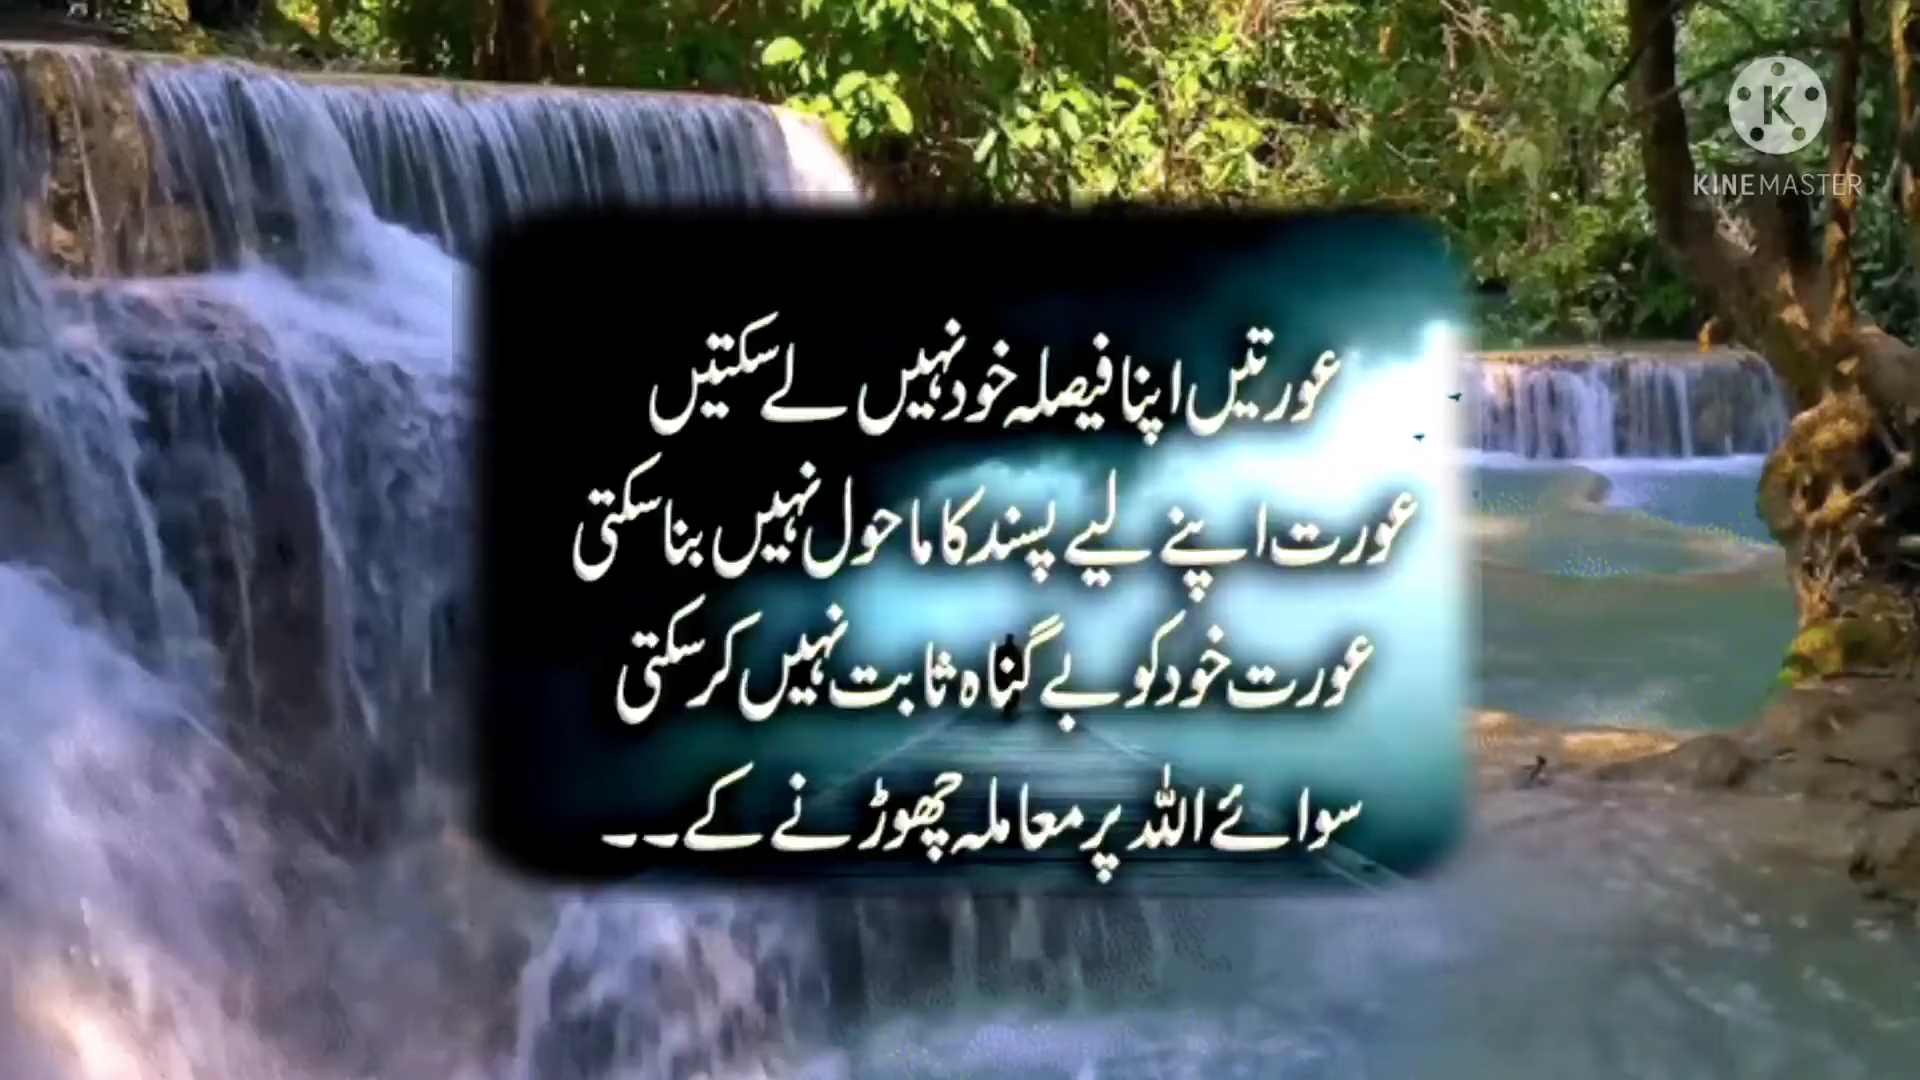 KINEMASTER
عورتیں اپنا فیصلہ خود نہیں لے سکتیں
عورت اپنے لیے پسند کا ماحول نہیں بنا سکتی
عورت خود کو بے گناہ ثابت نہیں کر سکتی
سوائے اللہ پر معاملہ چھوڑنے کے۔۔